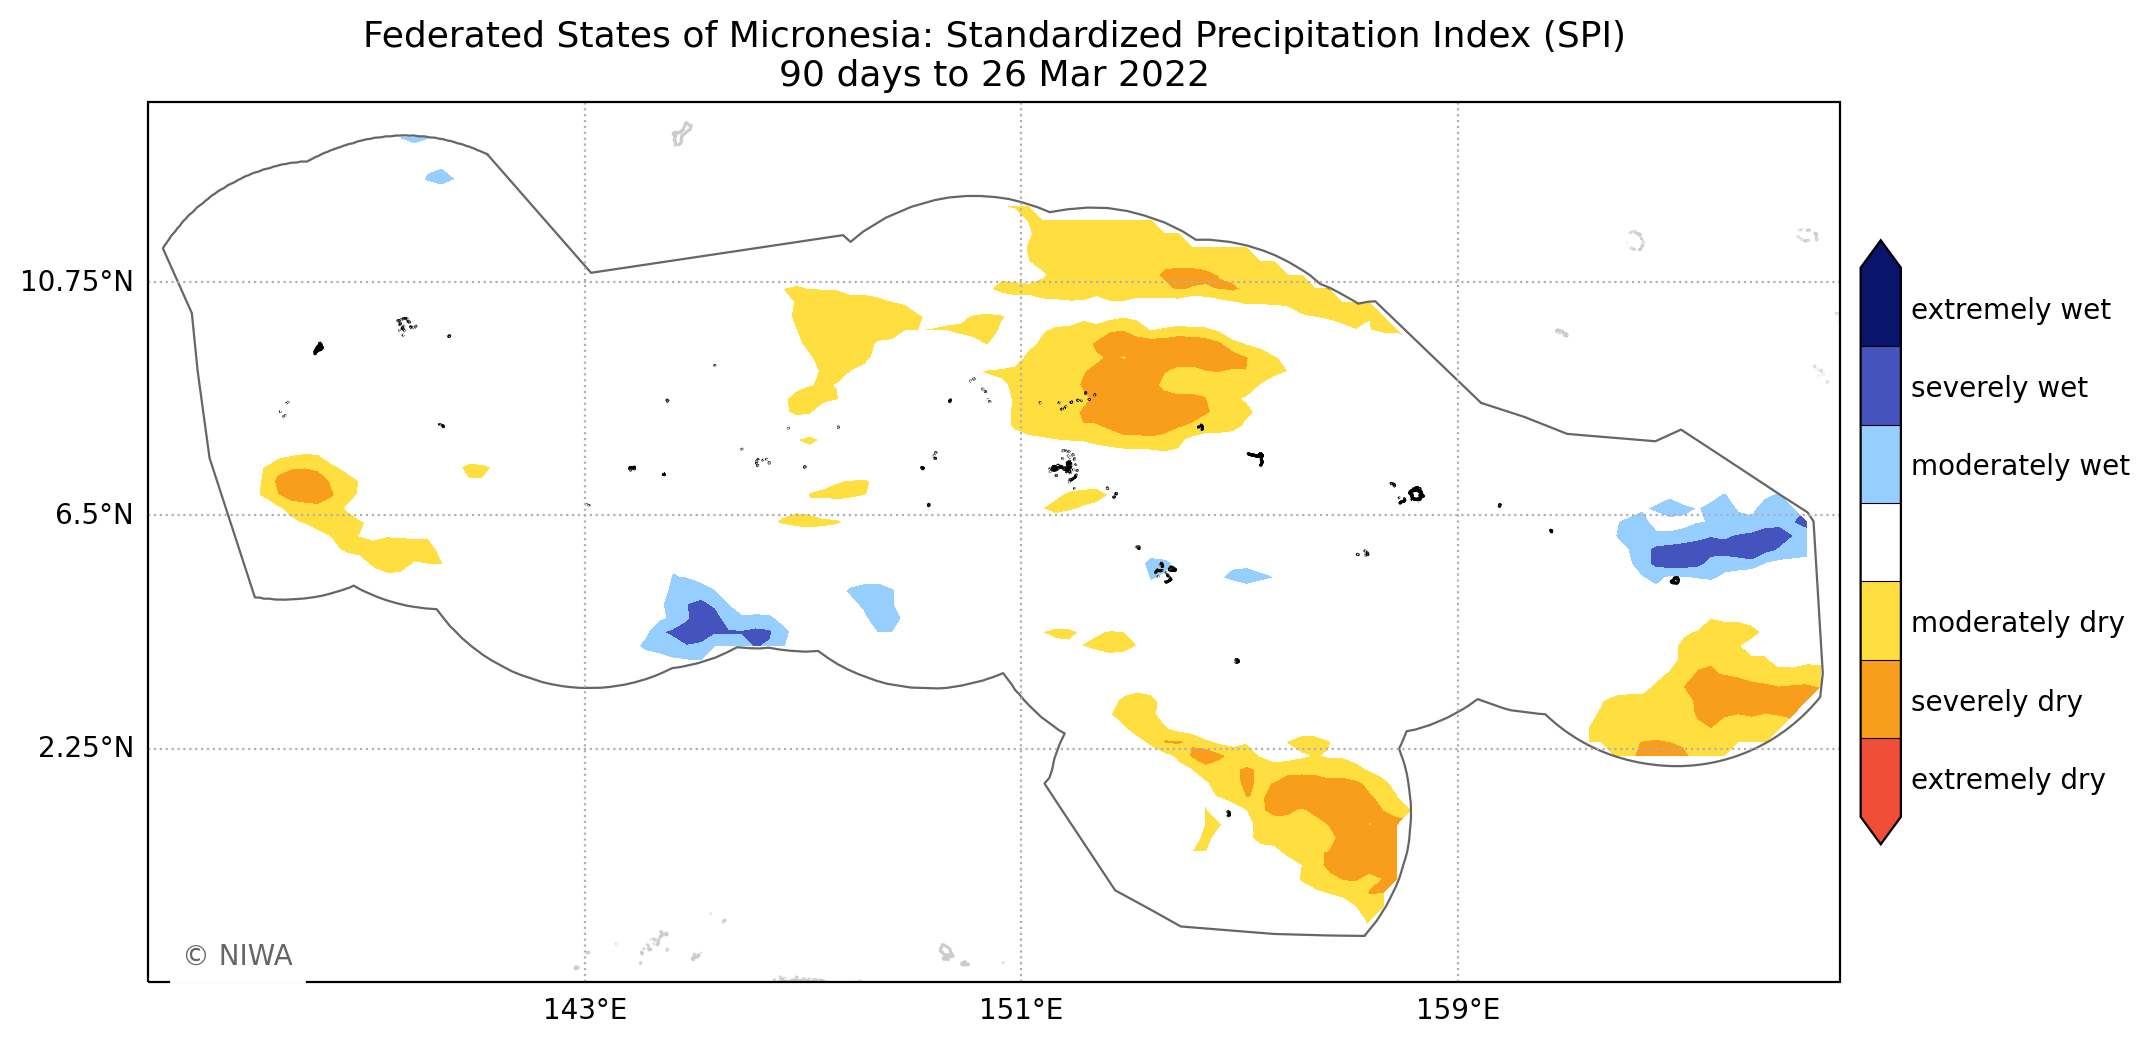 Federated States of Micronesia: Standardized Precipitation Index (SPI)
90 days to 26 Mar 2022
10.75°N
6.5°N
2.25°N
143°E
151°E
159°E
© NIWA
extremely wet
severely wet
moderately wet
moderately dry
severely dry
extremely dry